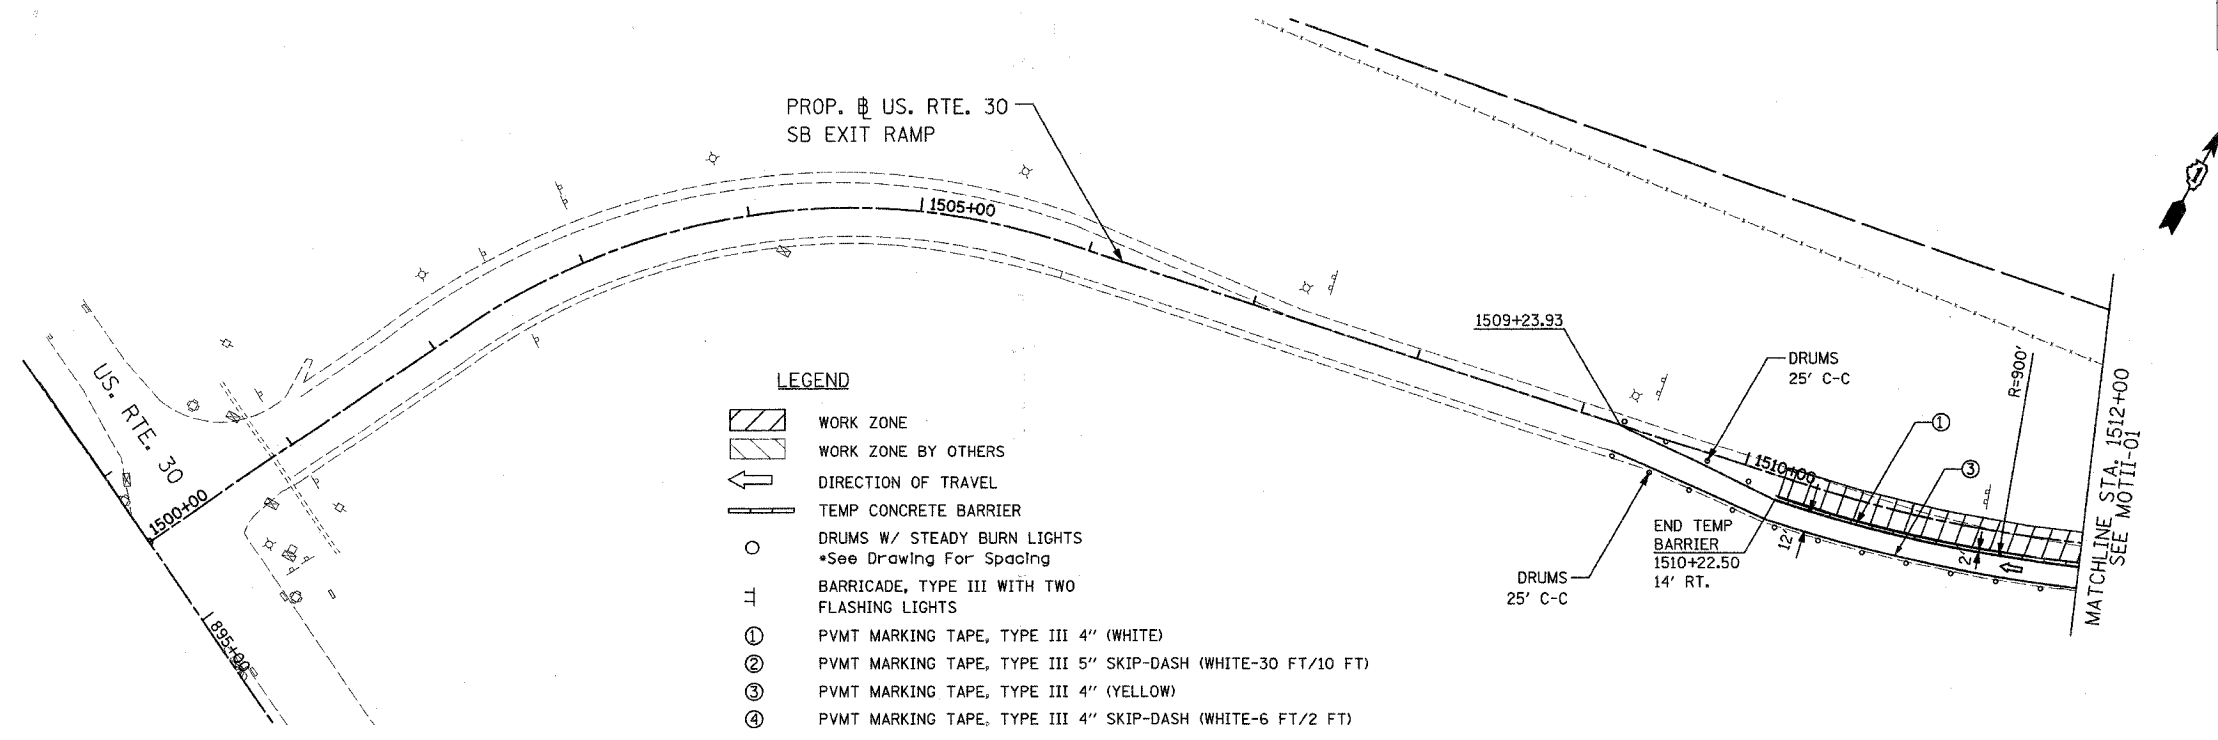 PROP. ⅊ US. RTE. 30
SB EXIT RAMP
1505+00
1509+23.93
DRUMS
25' C-C
R=900'
1
3
1510+00
MATCHLINE STA. 1512+00
SEE MOTII-01
END TEMP
BARRIER
1510+22.50
14' RT.
12'
2'
DRUMS
25' C-C
US. RTE. 30
1500+00
895+00
LEGEND
WORK ZONE
WORK ZONE BY OTHERS
DIRECTION OF TRAVEL
TEMP CONCRETE BARRIER
DRUMS W/ STEADY BURN LIGHTS
*See Drawing For Spacing
BARRICADE, TYPE III WITH TWO
FLASHING LIGHTS
1 PVMT MARKING TAPE, TYPE III 4" (WHITE)
2 PVMT MARKING TAPE, TYPE III 5" SKIP-DASH (WHITE-30 FT/10 FT)
3 PVMT MARKING TAPE, TYPE III 4" (YELLOW)
4 PVMT MARKING TAPE, TYPE III 4" SKIP-DASH (WHITE-6 FT/2 FT)